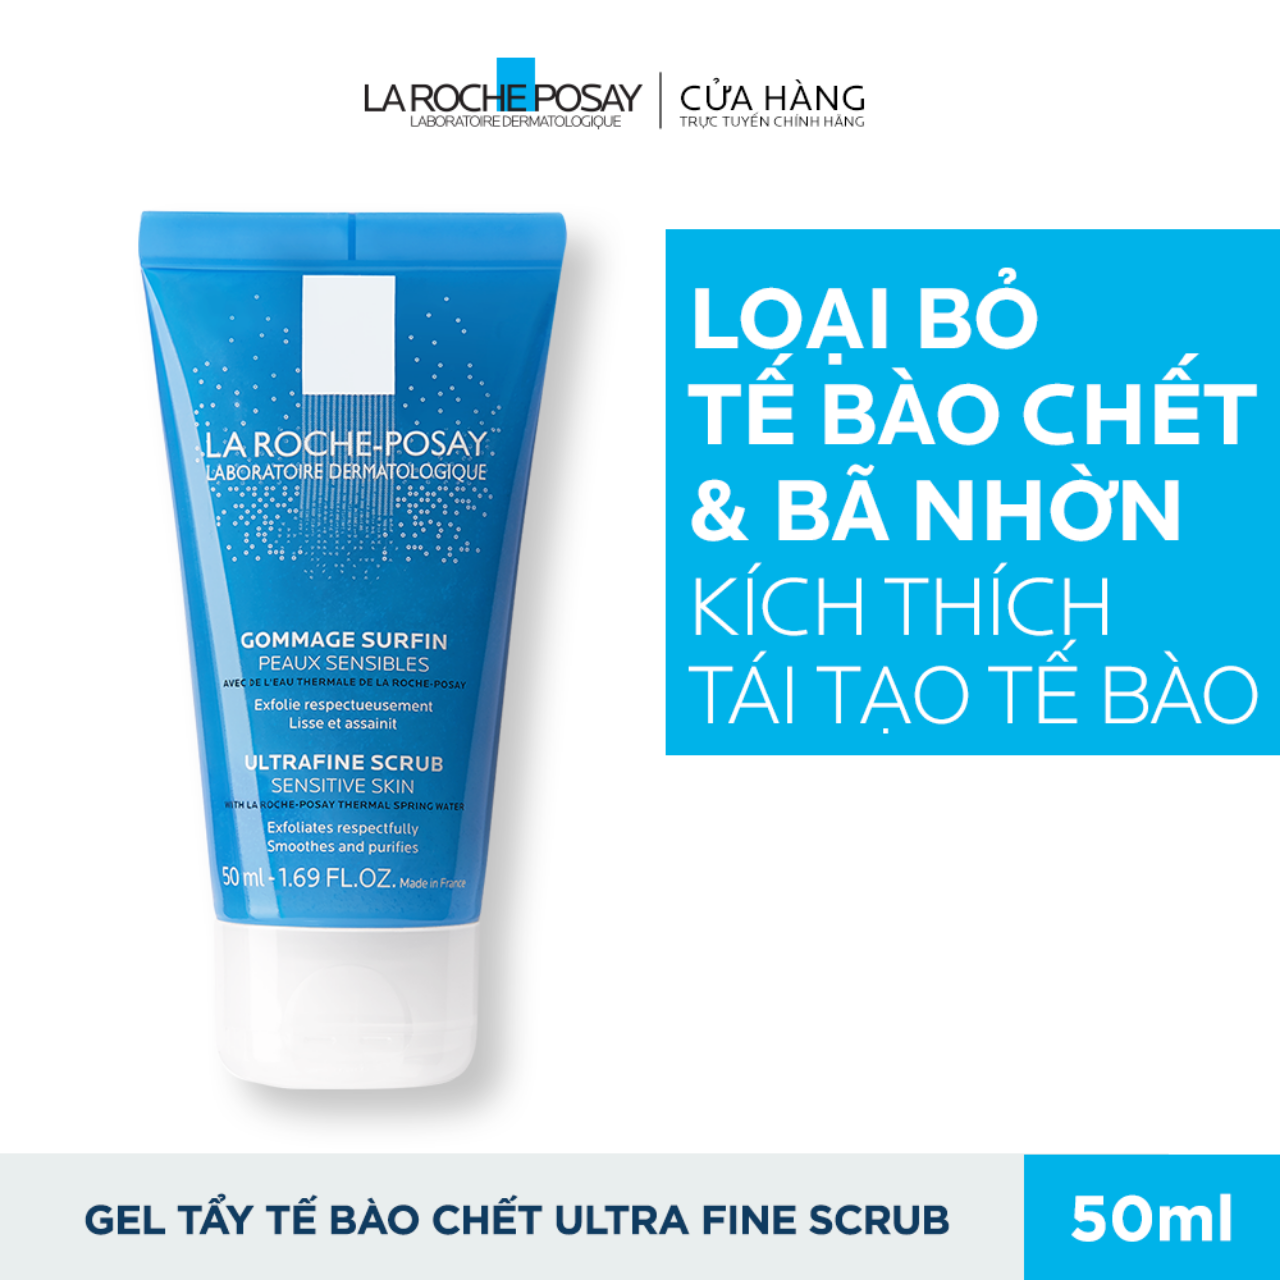 LA ROCHE POSAY
LABORATOIRE DERMATOLOGIQUE
CỬA HÀNG
TRỰC TUYẾN CHÍNH HÃNG
LA ROCHE-POSAY
LABORATOIRE DERMATOLOGIQUE
GOMMAGE SURFIN
PEAUX SENSIBLES
AVEC DE L'EAU THERMALE DE LA ROCHE-POSAY
Exfolie respectueusement
Lisse et assainit
ULTRAFINE SCRUB
SENSITIVE SKIN
WITH LA ROCHE-POSAY THERMAL SPRING WATER
Exfoliates respectfully
Smoothes and purifies
50 ml - 1.69 FL.OZ. Made in France
LOẠI BỎ
TẾ BÀO CHẾT
& BÃ NHỜN
KÍCH THÍCH
TÁI TẠO TẾ BÀO
GEL TẨY TẾ BÀO CHẾT ULTRA FINE SCRUB
50ml